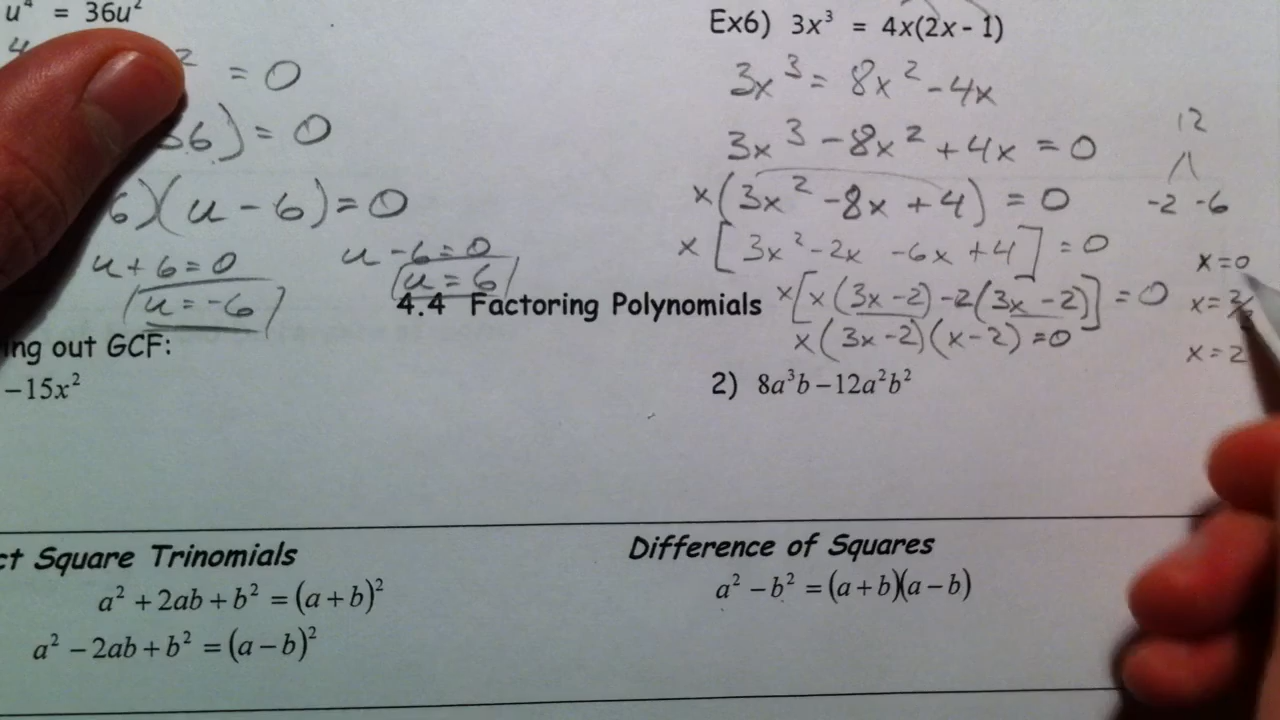 u⁴ = 36u²
4 ² = 0
36) = 0
6)(u - 6) = 0
u + 6 = 0
u = -6
u - 6 = 0
u = 6
Ex6) 3x³ = 4x(2x - 1)
3x³ = 8x² - 4x
3x³ - 8x² + 4x = 0
x(3x² - 8x + 4) = 0
x[3x² - 2x - 6x + 4] = 0
x[x(3x - 2) - 2(3x - 2)] = 0
x(3x - 2)(x - 2) = 0
12
-2 -6
x = 0
x = 2/
x = 2
4.4 Factoring Polynomials
ing out GCF:
-15x²
2) 8a³b - 12a²b²
ct Square Trinomials
a² + 2ab + b² = (a + b)²
a² - 2ab + b² = (a - b)²
Difference of Squares
a² - b² = (a + b)(a - b)